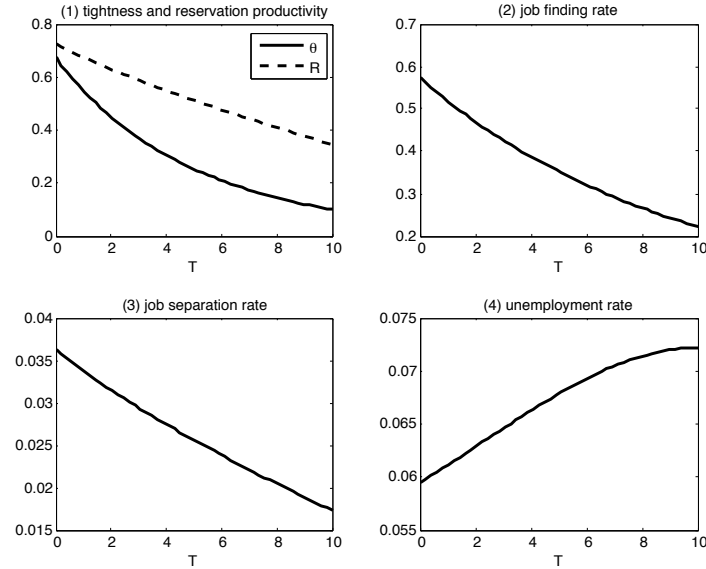 (1) tightness and reservation productivity
0.8
0.6
0.4
0.2
0
0 2 4 6 8 10
T
θ
R
(2) job finding rate
0.7
0.6
0.5
0.4
0.3
0.2
0 2 4 6 8 10
T
(3) job separation rate
0.04
0.035
0.03
0.025
0.02
0.015
0 2 4 6 8 10
T
(4) unemployment rate
0.075
0.07
0.065
0.06
0.055
0 2 4 6 8 10
T